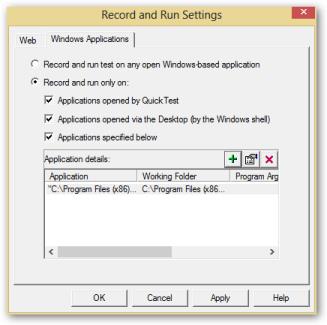 Record and Run Settings
Web
Windows Applications
Record and run test on any open Windows-based application
Record and run only on:
Applications opened by QuickTest
Applications opened via the Desktop (by the Windows shell)
Applications specified below
Application details:
Application Working Folder Program Arg
"C:\Program Files (x86)... C:\Program Files (x86...
OK Cancel Apply Help